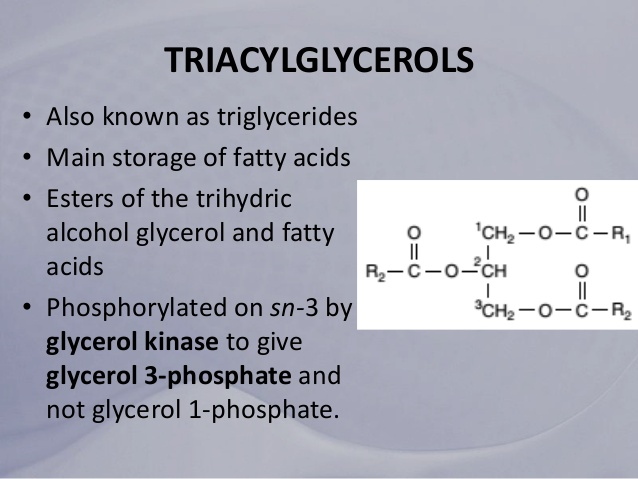 TRIACYLGLYCEROLS
• Also known as triglycerides
• Main storage of fatty acids
• Esters of the trihydric
alcohol glycerol and fatty
acids
• Phosphorylated on sn-3 by
glycerol kinase to give
glycerol 3-phosphate and
not glycerol 1-phosphate.
O
O ¹CH₂—O—C—R₁
R₂—C—O—²CH O
³CH₂—O—C—R₂